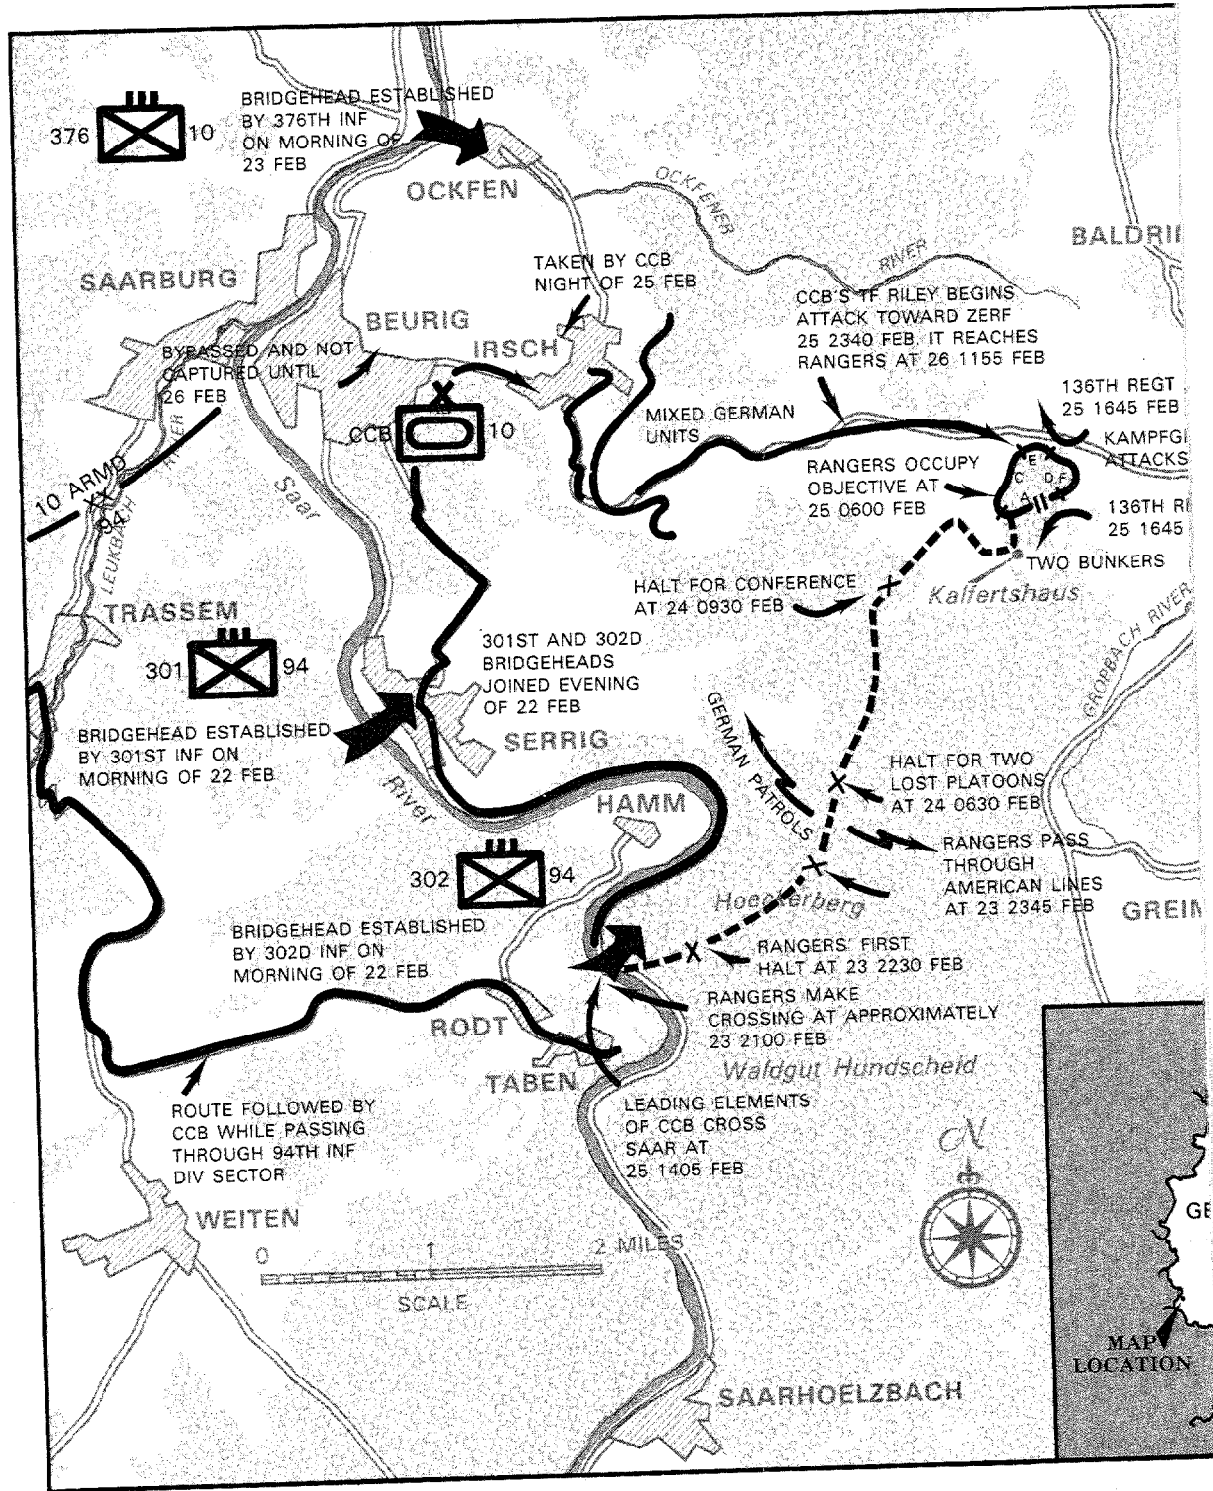 BRIDGEHEAD ESTABLISHED
BY 376TH INF
ON MORNING OF
23 FEB
376
10
OCKFEN
OCKFENER
RIVER
BALDRI
SAARBURG
TAKEN BY CCB
NIGHT OF 25 FEB
CCB'S TF RILEY BEGINS
ATTACK TOWARD ZERF
25 2340 FEB, IT REACHES
RANGERS AT 26 1155 FEB
BEURIG
IRSCH
BYPASSED AND NOT
CAPTURED UNTIL
26 FEB
RIVER
136TH REGT
25 1645 FEB
MIXED GERMAN
UNITS
KAMPFG
ATTACKS
CCB
10
E
C
D
F
A
RANGERS OCCUPY
OBJECTIVE AT
25 0600 FEB
10 ARMD
XX
94
Saar
136TH R
25 1645
TWO BUNKERS
LEUKBACH
HALT FOR CONFERENCE
AT 24 0930 FEB
Kalfertshaus
TRASSEM
GROPBACH RIVER
301
94
301ST AND 302D
BRIDGEHEADS
JOINED EVENING
OF 22 FEB
BRIDGEHEAD ESTABLISHED
BY 301ST INF ON
MORNING OF 22 FEB
SERRIG
GERMAN PATROLS
HALT FOR TWO
LOST PLATOONS
AT 24 0630 FEB
River
HAMM
RANGERS PASS
THROUGH
AMERICAN LINES
AT 23 2345 FEB
302
94
Hoeckerberg
GREIM
BRIDGEHEAD ESTABLISHED
BY 302D INF ON
MORNING OF 22 FEB
RANGERS' FIRST
HALT AT 23 2230 FEB
RANGERS MAKE
CROSSING AT APPROXIMATELY
23 2100 FEB
RODT
Waldgut Hundscheid
TABEN
ROUTE FOLLOWED BY
CCB WHILE PASSING
THROUGH 94TH INF
DIV SECTOR
LEADING ELEMENTS
OF CCB CROSS
SAAR AT
25 1405 FEB
N
WEITEN
GE
0 1 2 MILES
SCALE
MAP
LOCATION
SAARHOELZBACH